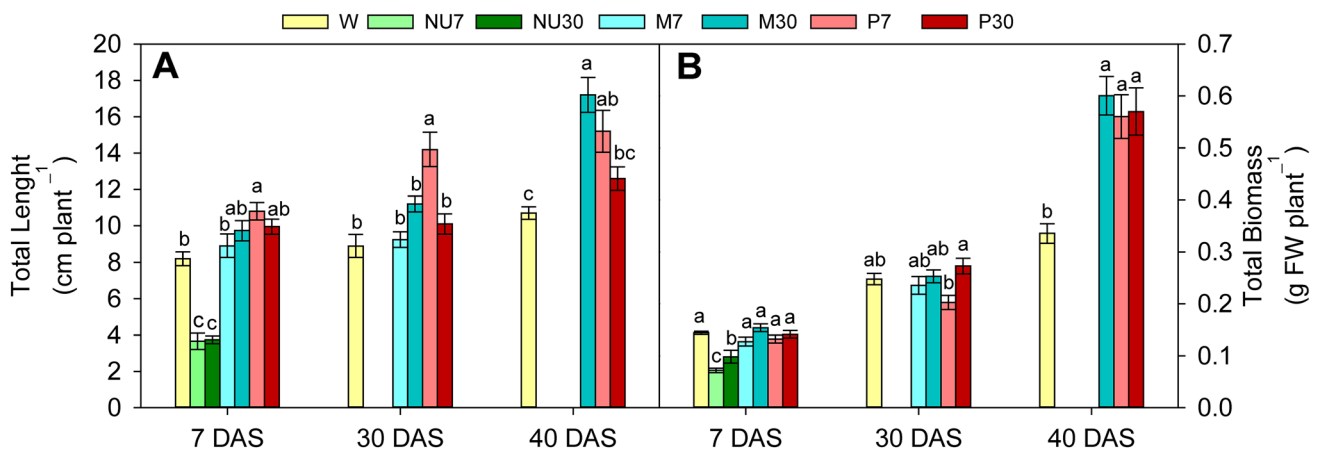 W NU7 NU30 M7 M30 P7 P30
20 A B 0.7
18 a a
16 ab a a 0.6
14 a bc 0.5
12 a b c 0.4
10 b b ab ab b b b b 0.3
8 ab ab b a
6 0.2
4 c c a c b a a a a
2 0.1
0 0.0
7 DAS 30 DAS 40 DAS 7 DAS 30 DAS 40 DAS
Total Lenght
(cm plant⁻¹)
Total Biomass
(g FW plant⁻¹)